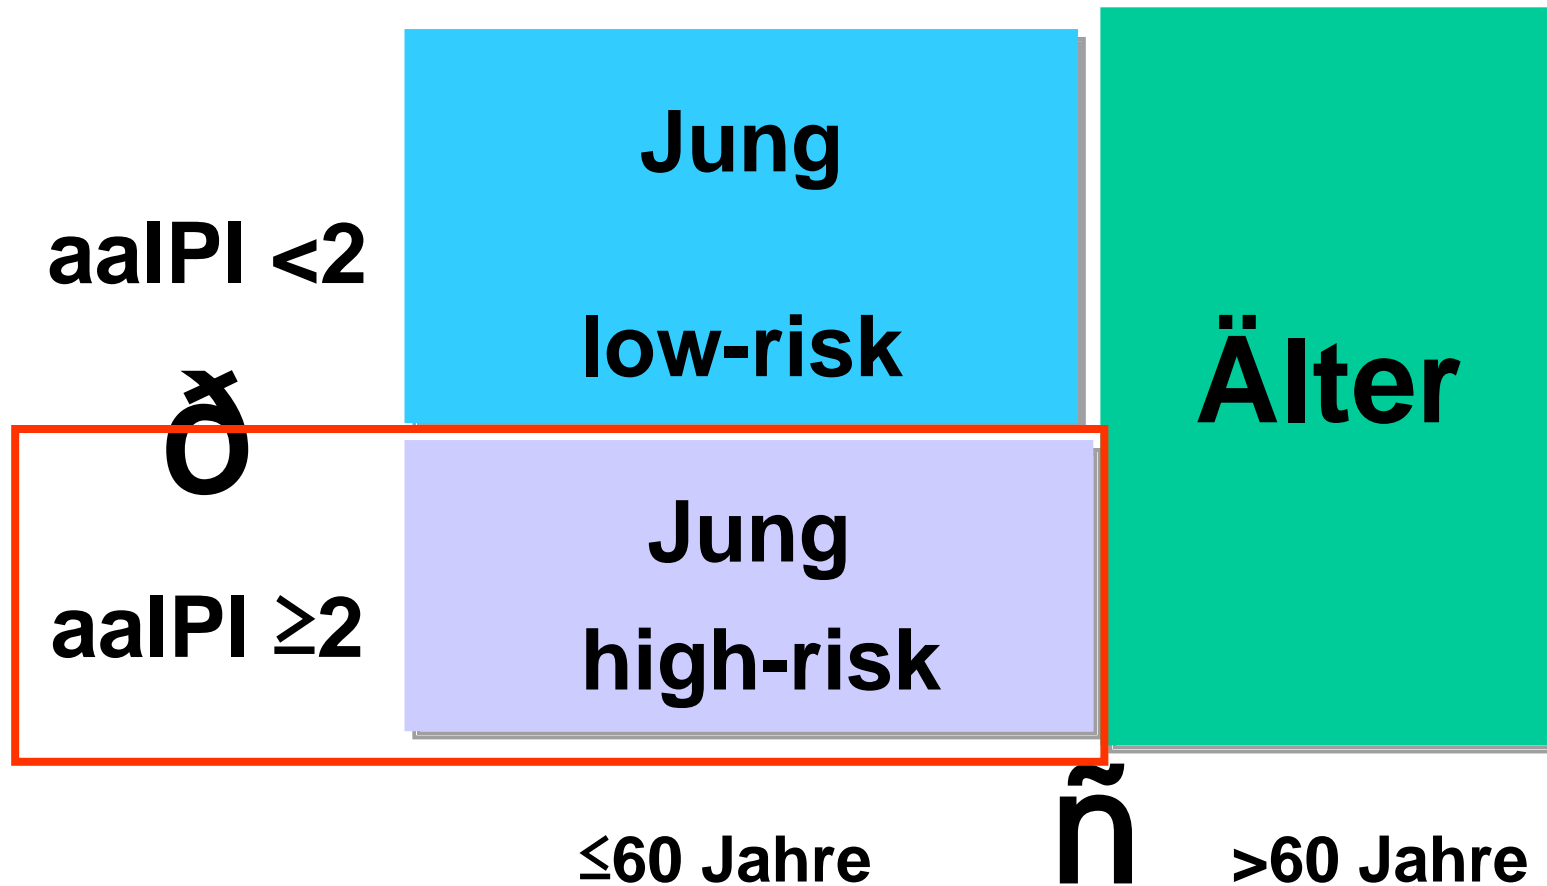 Jung
aaIPI <2
low-risk
Älter
ð
Jung
aaIPI ≥2
high-risk
ñ
≤60 Jahre
>60 Jahre